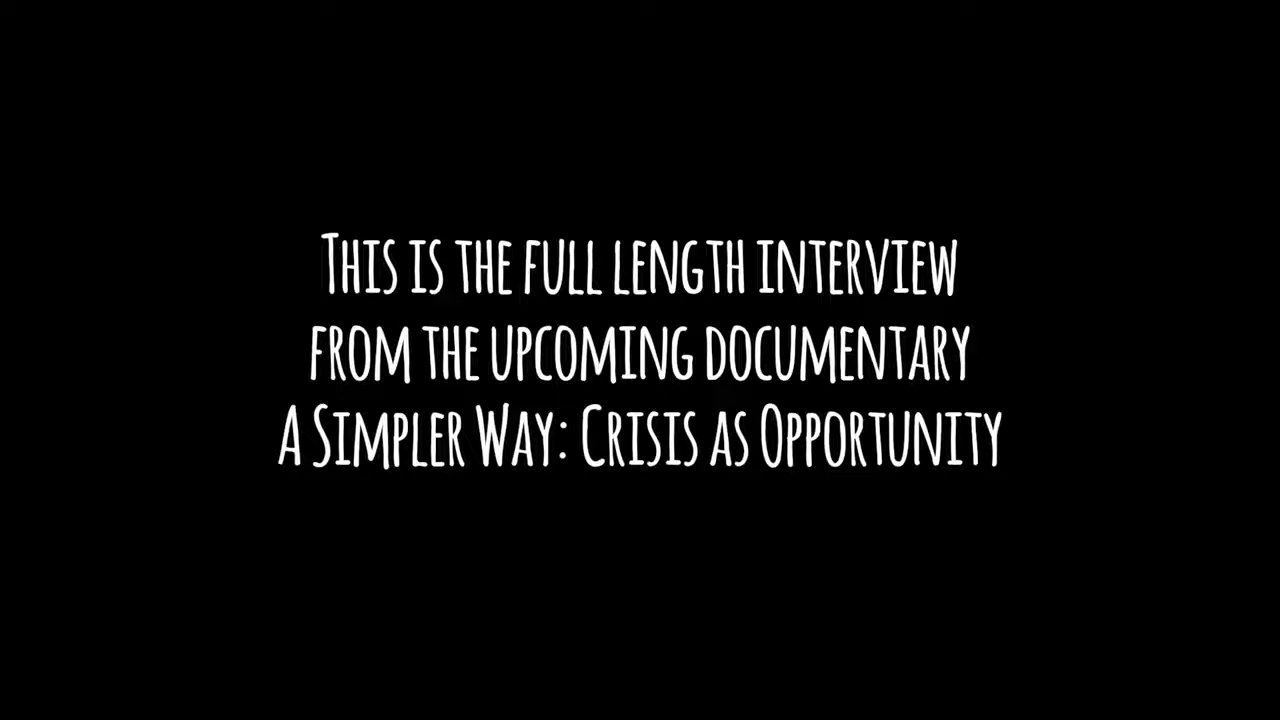 This is the full length interview
from the upcoming documentary
A Simpler Way: Crisis as Opportunity